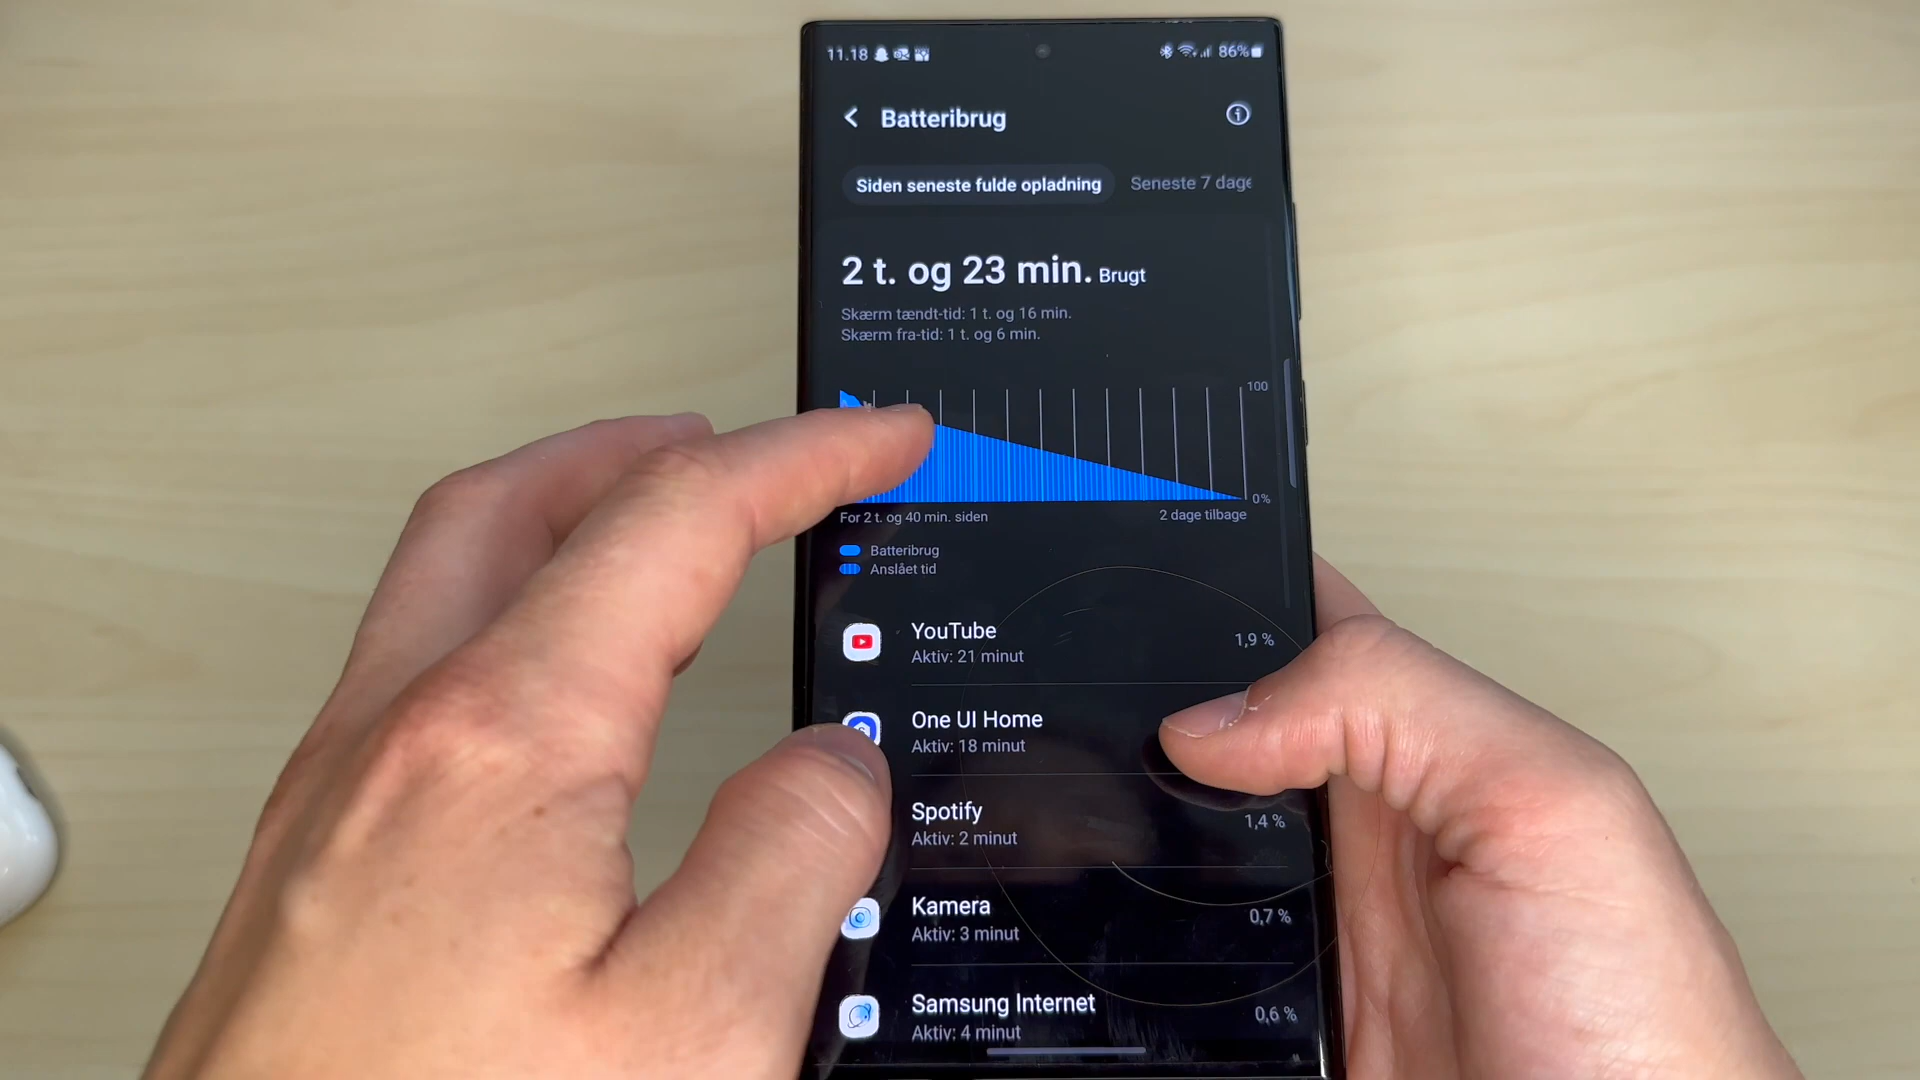 11.18 86%
Batteribrug
Siden seneste fulde opladning Seneste 7 dage
2 t. og 23 min. Brugt
Skærm tændt-tid: 1 t. og 16 min.
Skærm fra-tid: 1 t. og 6 min.
100
0%
For 2 t. og 40 min. siden 2 dage tilbage
Batteribrug
Anslået tid
YouTube 1,9 %
Aktiv: 21 minut
One UI Home
Aktiv: 18 minut
Spotify 1,4 %
Aktiv: 2 minut
Kamera 0,7 %
Aktiv: 3 minut
Samsung Internet 0,6 %
Aktiv: 4 minut